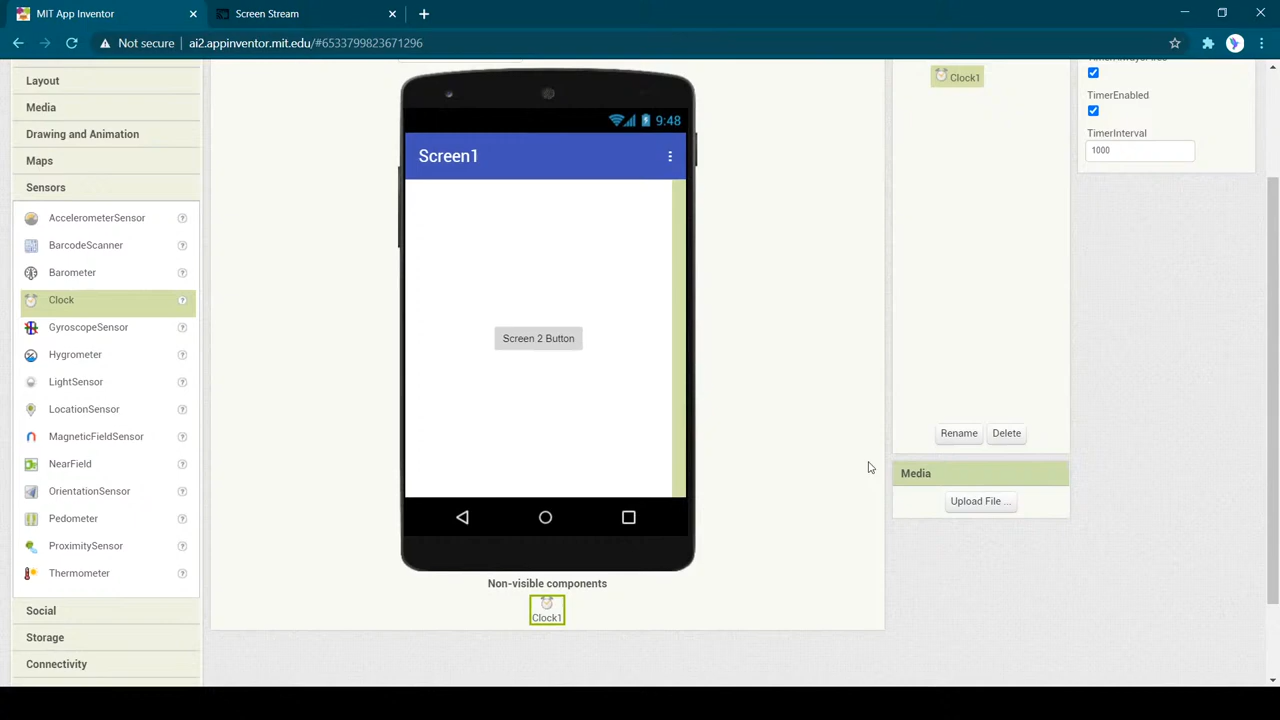 MIT App Inventor
Screen Stream
Not secure
ai2.appinventor.mit.edu/#6533799823671296
Layout
Media
Drawing and Animation
Maps
Sensors
AccelerometerSensor
BarcodeScanner
Barometer
Clock
GyroscopeSensor
Hygrometer
LightSensor
LocationSensor
MagneticFieldSensor
NearField
OrientationSensor
Pedometer
ProximitySensor
Thermometer
Social
Storage
Connectivity
9:48
Screen1
Screen 2 Button
Non-visible components
Clock1
Clock1
Rename
Delete
Media
Upload File ...
TimerEnabled
TimerInterval
1000